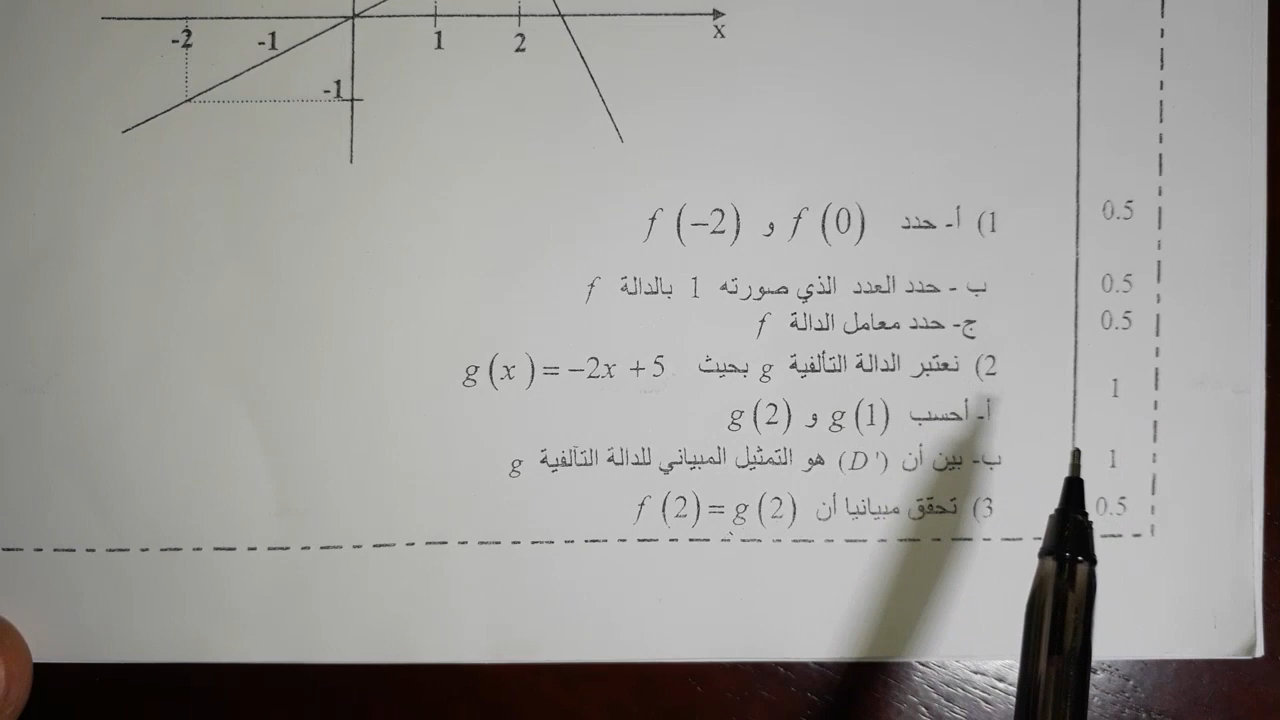 -2 -1 1 2 x
-1
1) أ- حدد f (0) و f (-2) 0.5
ب - حدد العدد الذي صورته 1 بالدالة f 0.5
ج- حدد معامل الدالة f 0.5
2) نعتبر الدالة التألفية g بحيث g (x) = -2x + 5
1
أ- أحسب g (1) و g (2)
ب- بين أن (D') هو التمثيل المبياني للدالة التآلفية g 1
3) تحقق مبيانيا أن f (2) = g (2) 0.5